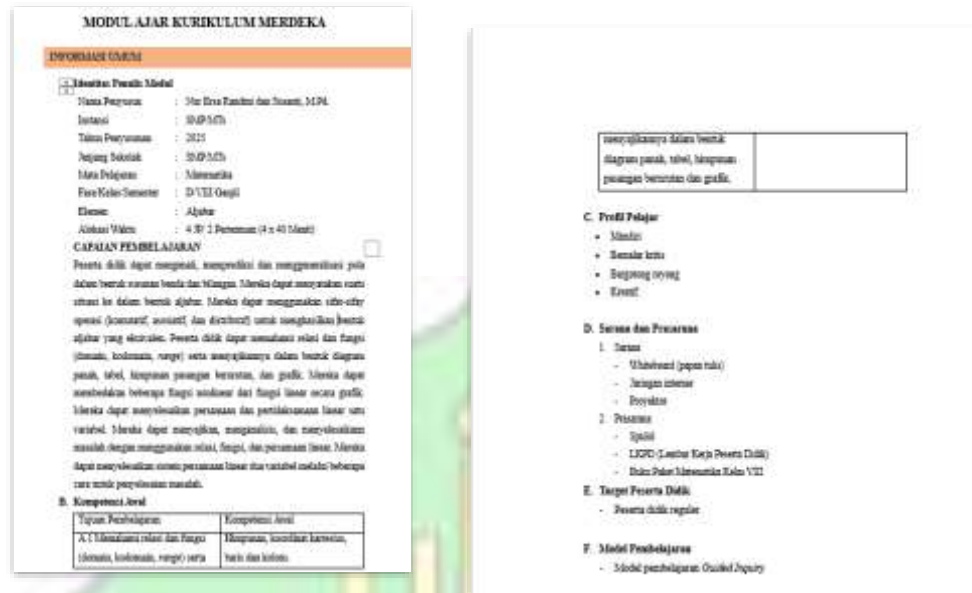 MODUL AJAR KURIKULUM MERDEKA
INFORMASI UMUM
Identitas Penulis Modul
Nama Penyusun : Nur Ersa Randini dan Susanti, M.Pd.
Instansi : SMP/MTs
Tahun Penyusunan : 2025
Jenjang Sekolah : SMP/MTs
Mata Pelajaran : Matematika
Fase/Kelas/Semester : D/VIII/Ganjil
Elemen : Aljabar
Alokasi Waktu : 4 JP/ 2 Pertemuan (4 x 40 Menit)
CAPAIAN PEMBELAJARAN
Peserta didik dapat mengenali, memprediksi dan menggeneralisasi pola
dalam bentuk susunan benda dan bilangan. Mereka dapat menyatakan suatu
situasi ke dalam bentuk aljabar. Mereka dapat menggunakan sifat-sifat
operasi (komutatif, asosiatif, dan distributif) untuk menghasilkan bentuk
aljabar yang ekuivalen. Peserta didik dapat memahami relasi dan fungsi
(domain, kodomain, range) serta menyajikannya dalam bentuk diagram
panah, tabel, himpunan pasangan berurutan, dan grafik. Mereka dapat
membedakan beberapa fungsi nonlinear dari fungsi linear secara grafik.
Mereka dapat menyelesaikan persamaan dan pertidaksamaan linear satu
variabel. Mereka dapat menyajikan, menganalisis, dan menyelesaikan
masalah dengan menggunakan relasi, fungsi, dan persamaan linear. Mereka
dapat menyelesaikan sistem persamaan linear dua variabel melalui beberapa
cara untuk penyelesaian masalah.
B. Kompetensi Awal
Tujuan Pembelajaran Kompetensi Awal
A.1 Memahami relasi dan fungsi Himpunan, koordinat kartesius,
(domain, kodomain, range) serta baris dan kolom.
menyajikannya dalam bentuk
diagram panah, tabel, himpunan
pasangan berurutan dan grafik.
C. Profil Pelajar
• Mandiri
• Bernalar kritis
• Bergotong royong
• Kreatif
D. Sarana dan Prasarana
1. Sarana
- Whiteboard (papan tulis)
- Jaringan internet
- Proyektor
2. Prasarana
- Spidol
- LKPD (Lembar Kerja Peserta Didik)
- Buku Paket Matematika Kelas VIII
E. Target Peserta Didik
- Peserta didik reguler
F. Model Pembelajaran
- Model pembelajaran Guided Inquiry